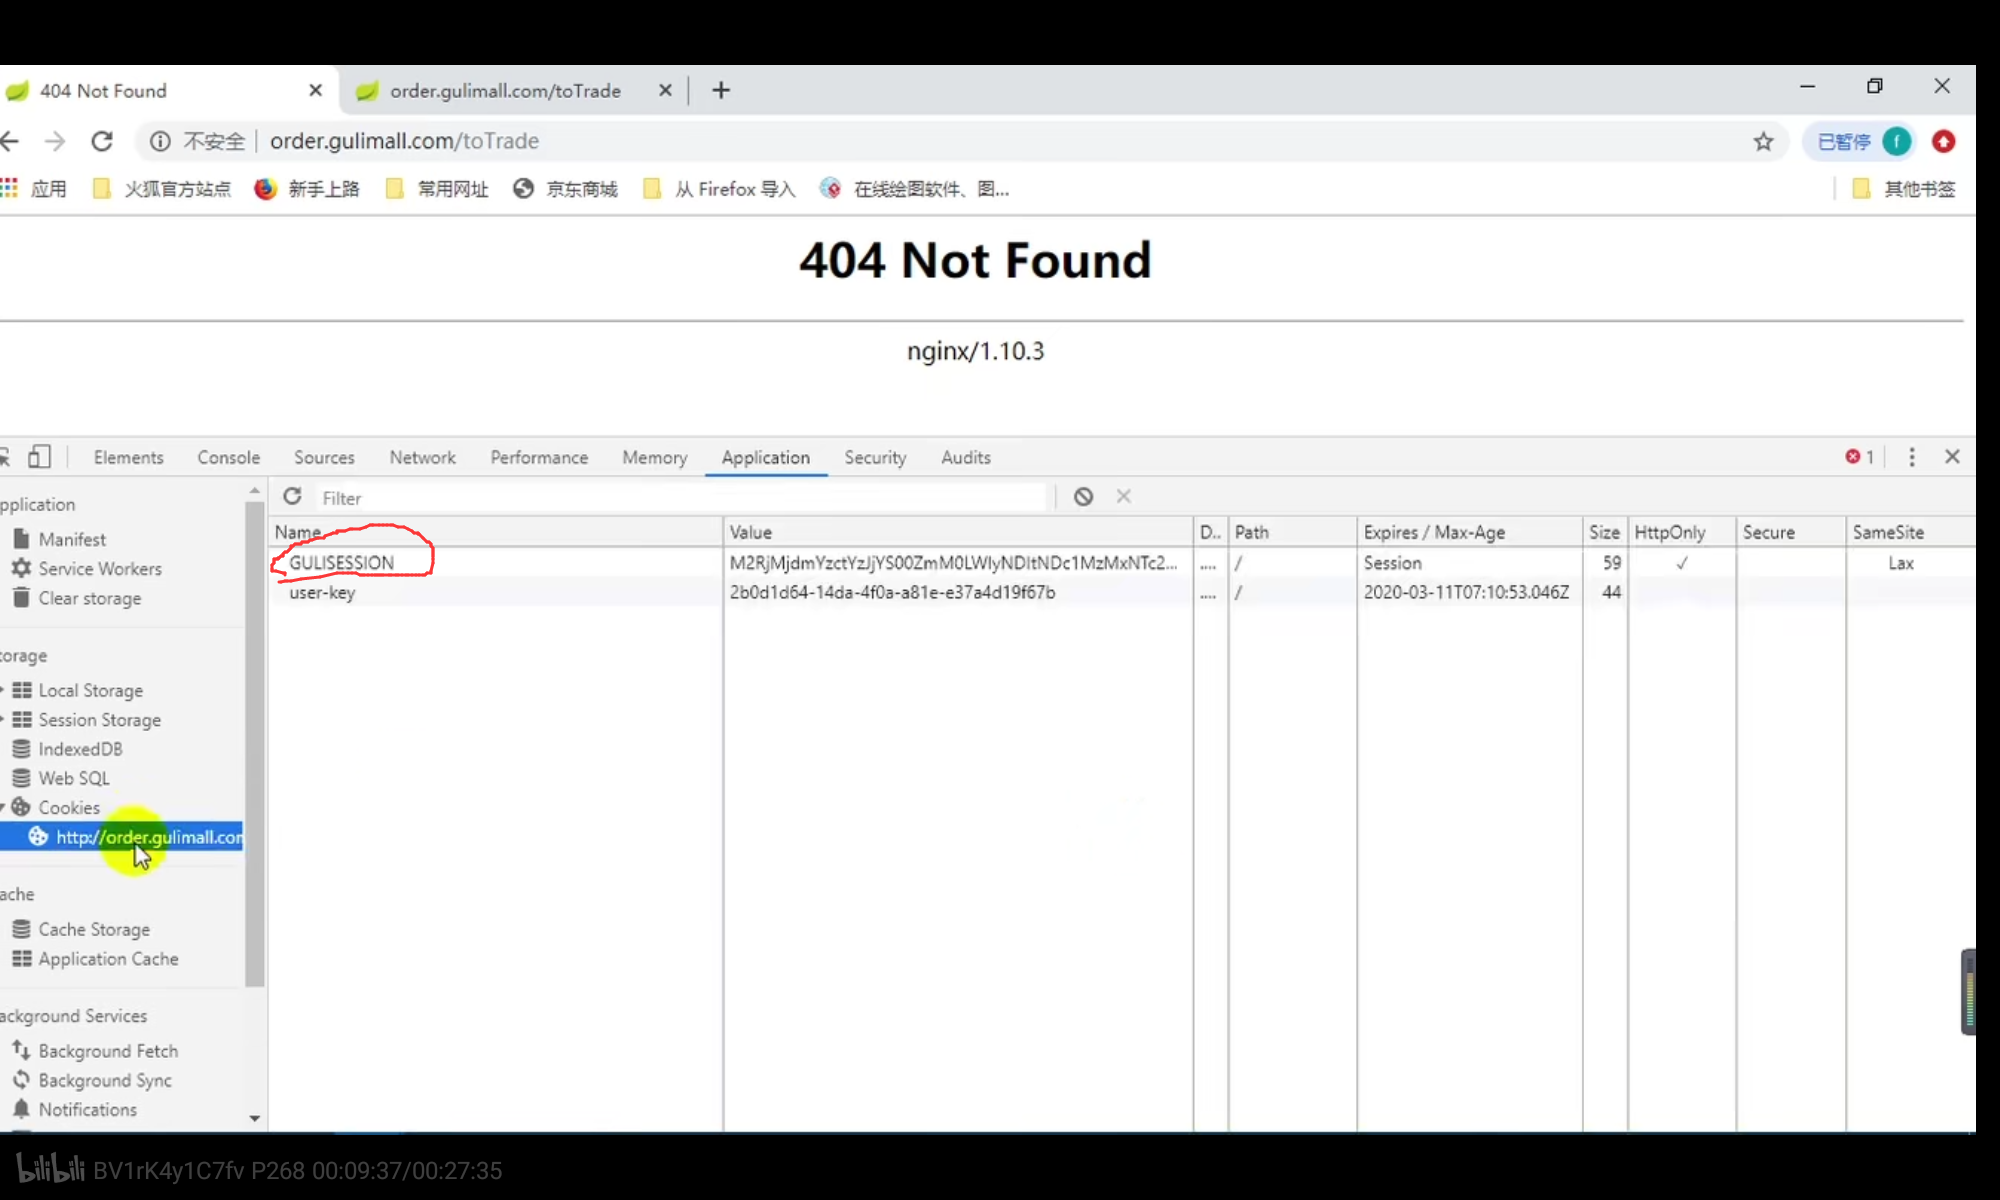 404 Not Found
order.gulimall.com/toTrade
不安全 order.gulimall.com/toTrade 已暂停 f
应用 火狐官方站点 新手上路 常用网址 京东商城 从 Firefox 导入 在线绘图软件、图... 其他书签
404 Not Found
nginx/1.10.3
Elements Console Sources Network Performance Memory Application Security Audits 1
pplication
Manifest
Service Workers
Clear storage
torage
Local Storage
Session Storage
IndexedDB
Web SQL
Cookies
http://order.gulimall.com
ache
Cache Storage
Application Cache
ackground Services
Background Fetch
Background Sync
Notifications
Filter
Name Value D.. Path Expires / Max-Age Size HttpOnly Secure SameSite
GULISESSION M2RjMjdmYzctYzJjYS00ZmM0LWIyNDItNDc1MzMxNTc2... .... / Session 59 ✓ Lax
user-key 2b0d1d64-14da-4f0a-a81e-e37a4d19f67b .... / 2020-03-11T07:10:53.046Z 44
bilibili BV1rK4y1C7fv P268 00:09:37/00:27:35